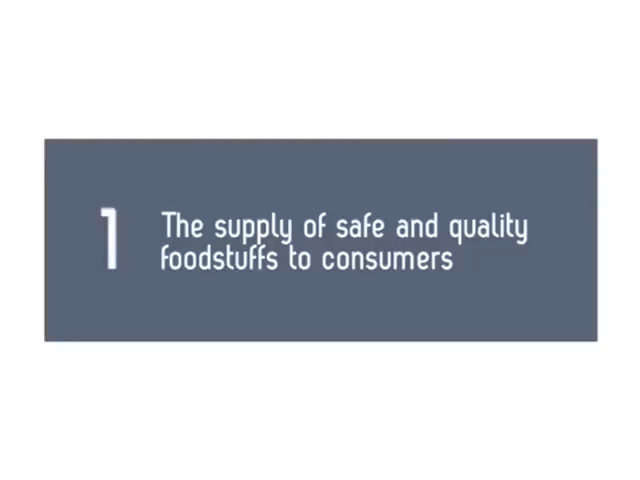 1
The supply of safe and quality
foodstuffs to consumers